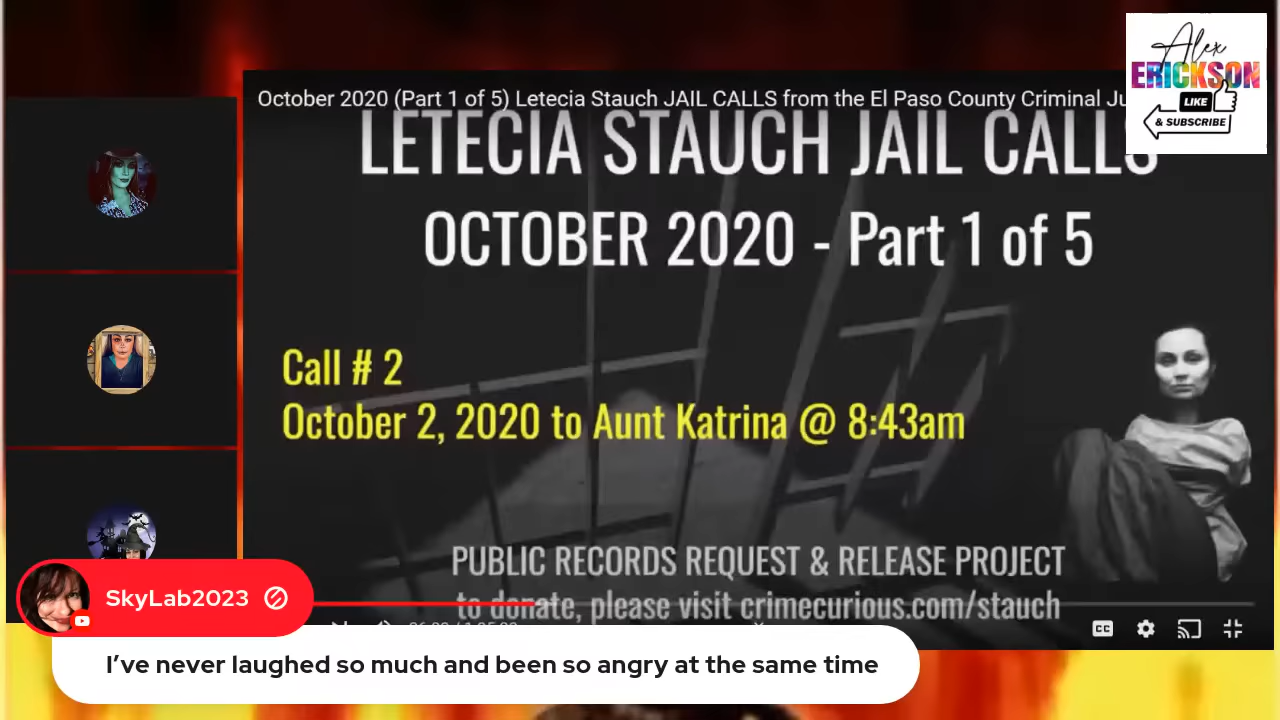 Alex
ERICKSON
LIKE
& SUBSCRIBE
October 2020 (Part 1 of 5) Letecia Stauch JAIL CALLS from the El Paso County Criminal
LETECIA STAUCH JAIL CALLS
OCTOBER 2020 - Part 1 of 5
Call # 2
October 2, 2020 to Aunt Katrina @ 8:43am
PUBLIC RECORDS REQUEST & RELEASE PROJECT
to donate, please visit crimecurious.com/stauch
CC
SkyLab2023
I’ve never laughed so much and been so angry at the same time